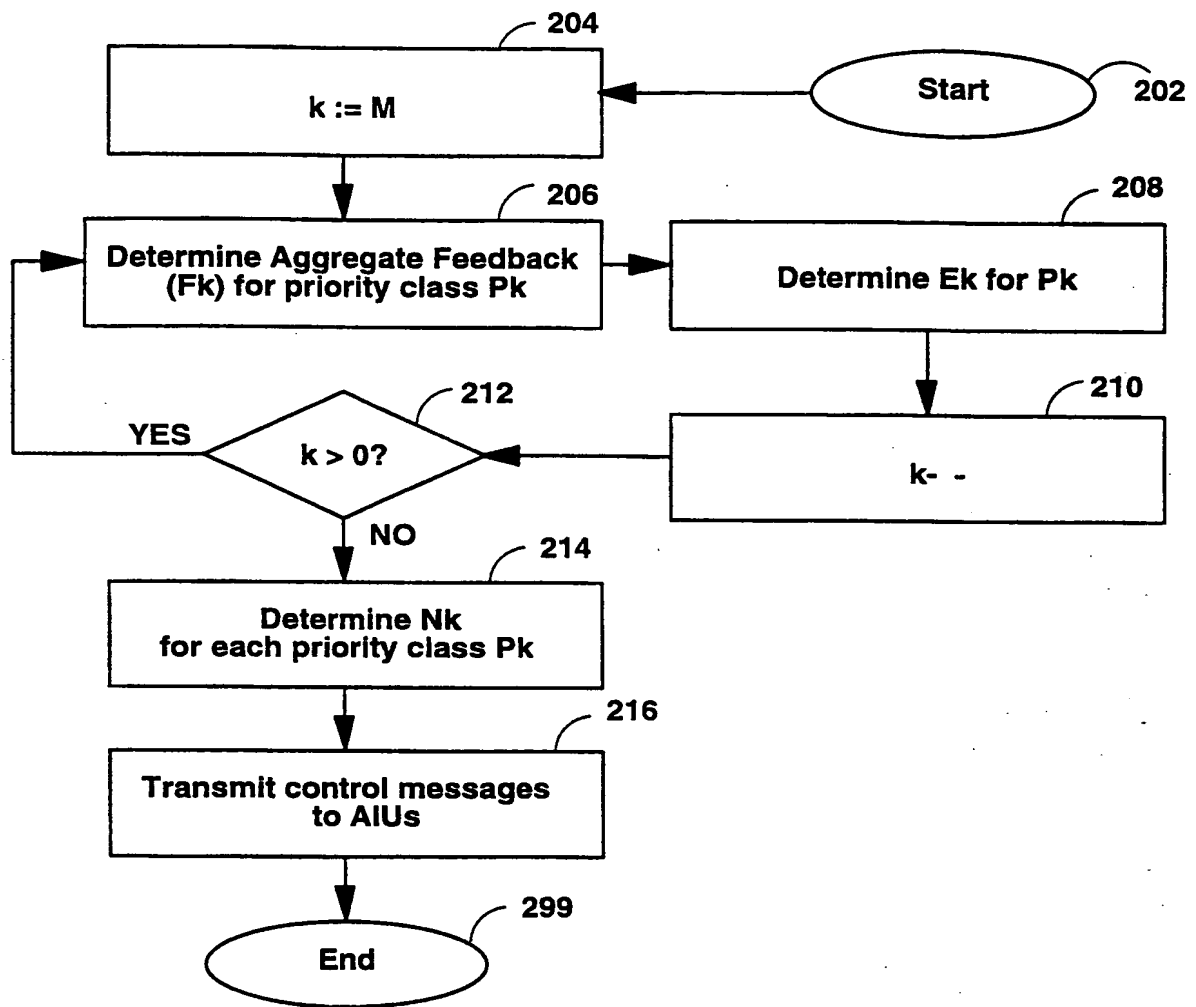 204
k := M
Start
202
206
Determine Aggregate Feedback
(Fk) for priority class Pk
208
Determine Ek for Pk
210
k- -
212
YES
k > 0?
NO
214
Determine Nk
for each priority class Pk
216
Transmit control messages
to AIUs
299
End